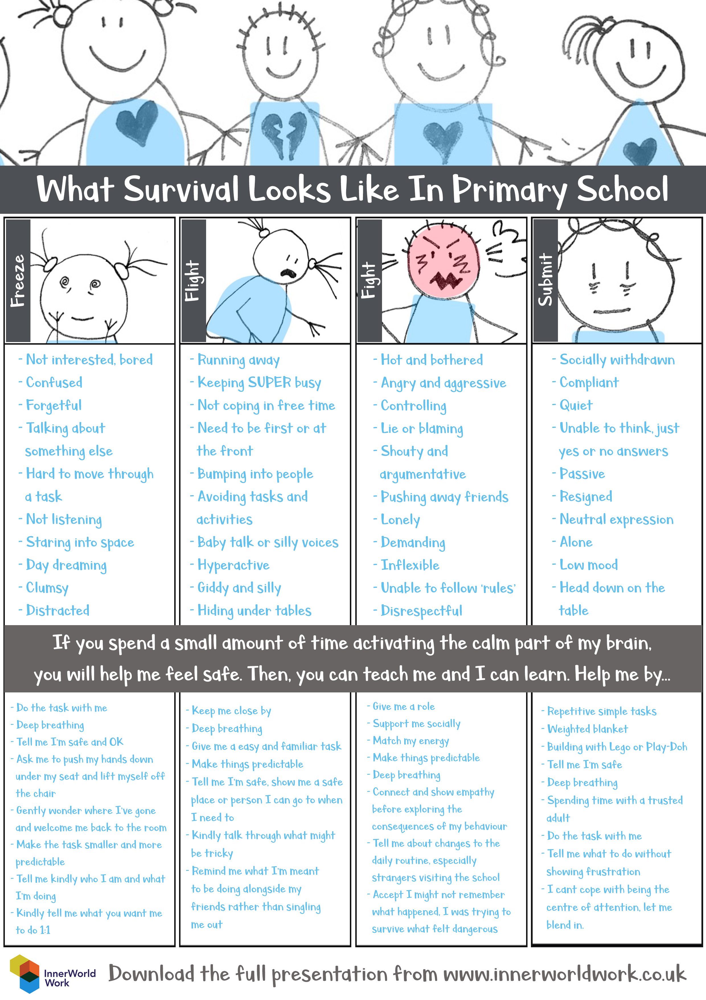 What Survival Looks Like In Primary School
Freeze
- Not interested, bored
- Confused
- Forgetful
- Talking about
something else
- Hard to move through
a task
- Not listening
- Staring into space
- Day dreaming
- Clumsy
- Distracted
Flight
- Running away
- Keeping SUPER busy
- Not coping in free time
- Need to be first or at
the front
- Bumping into people
- Avoiding tasks and
activities
- Baby talk or silly voices
- Hyperactive
- Giddy and silly
- Hiding under tables
Fight
- Hot and bothered
- Angry and aggressive
- Controlling
- Lie or blaming
- Shouty and
argumentative
- Pushing away friends
- Lonely
- Demanding
- Inflexible
- Unable to follow ‘rules’
- Disrespectful
Submit
- Socially withdrawn
- Compliant
- Quiet
- Unable to think, just
yes or no answers
- Passive
- Resigned
- Neutral expression
- Alone
- Low mood
- Head down on the
table
If you spend a small amount of time activating the calm part of my brain,
you will help me feel safe. Then, you can teach me and I can learn. Help me by...
- Do the task with me
- Deep breathing
- Tell me I'm safe and OK
- Ask me to push my hands down
under my seat and lift myself off
the chair
- Gently wonder where I've gone
and welcome me back to the room
- Make the task smaller and more
predictable
- Tell me kindly who I am and what
I'm doing
- Kindly tell me what you want me
to do 1:1
- Keep me close by
- Deep breathing
- Give me a easy and familiar task
- Make things predictable
- Tell me I'm safe, show me a safe
place or person I can go to when
I need to
- Kindly talk through what might
be tricky
- Remind me what I'm meant
to be doing alongside my
friends rather than singling
me out
- Give me a role
- Support me socially
- Match my energy
- Make things predictable
- Deep breathing
- Connect and show empathy
before exploring the
consequences of my behaviour
- Tell me about changes to the
daily routine, especially
strangers visiting the school
- Accept I might not remember
what happened, I was trying to
survive what felt dangerous
- Repetitive simple tasks
- Weighted blanket
- Building with Lego or Play-Doh
- Tell me I'm safe
- Deep breathing
- Spending time with a trusted
adult
- Do the task with me
- Tell me what to do without
showing frustration
- I cant cope with being the
centre of attention, let me
blend in.
InnerWorld
Work
Download the full presentation from www.innerworldwork.co.uk